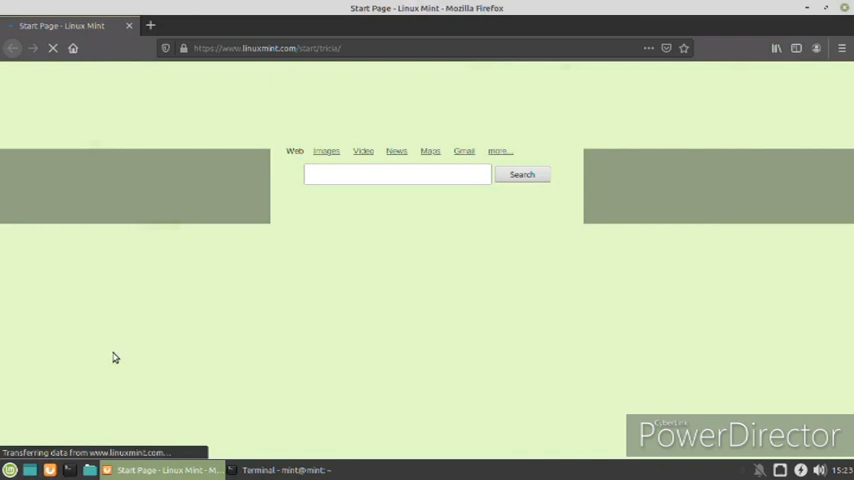 Start Page - Linux Mint - Mozilla Firefox
Start Page - Linux Mint
https://www.linuxmint.com/start/tricia/
Web Images Video News Maps Gmail more...
Search
CyberLink
PowerDirector
Transferring data from www.linuxmint.com...
Start Page - Linux Mint - M...
Terminal - mint@mint: ~
15:23